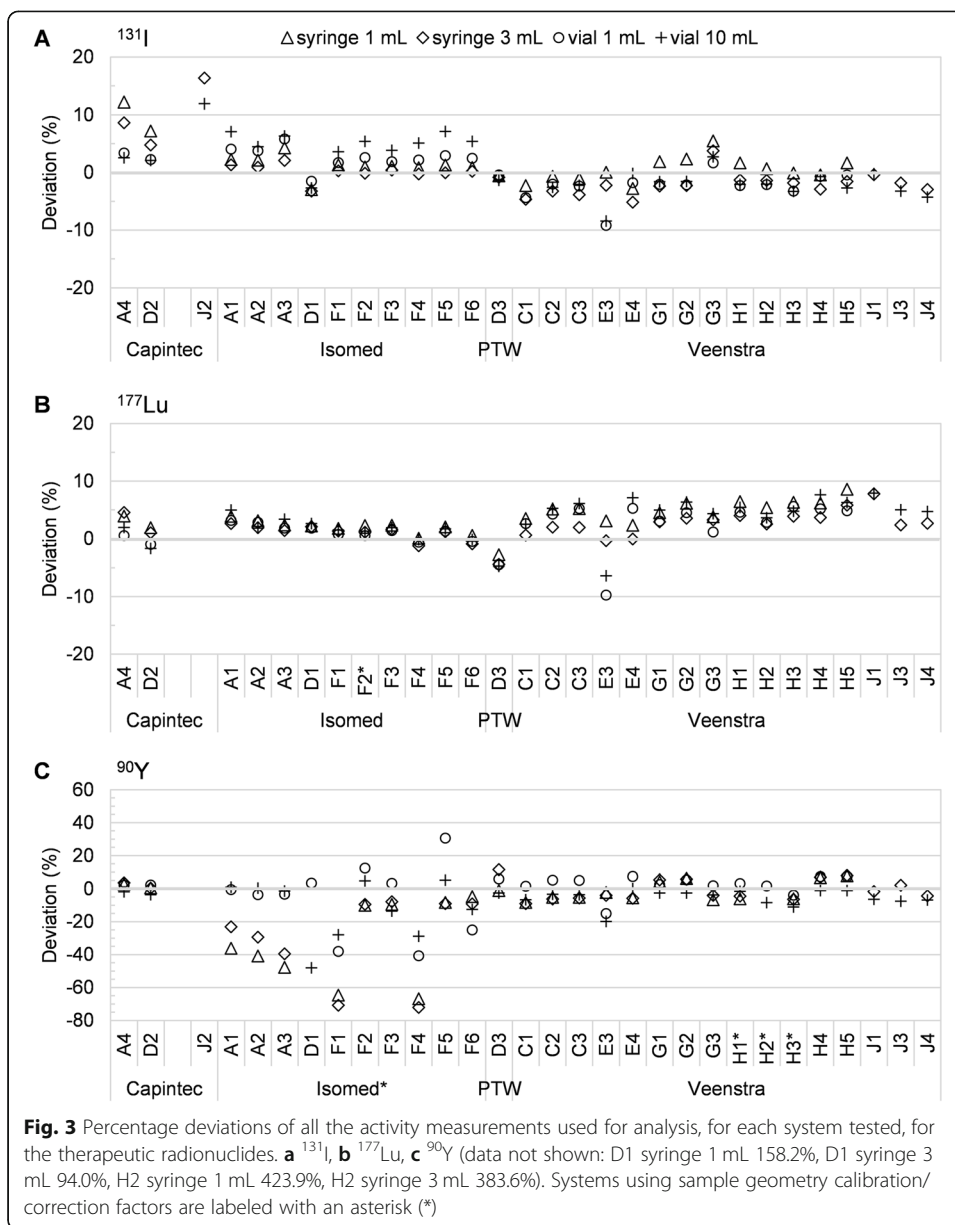 A 131I △ syringe 1 mL ◇ syringe 3 mL ○ vial 1 mL + vial 10 mL
Deviation (%)
20
10
0
-10
-20
A4 D2 J2 A1 A2 A3 D1 F1 F2 F3 F4 F5 F6 D3 C1 C2 C3 E3 E4 G1 G2 G3 H1 H2 H3 H4 H5 J1 J3 J4
Capintec Isomed PTW Veenstra
B 177Lu
Deviation (%)
20
10
0
-10
-20
A4 D2 J2 A1 A2 A3 D1 F1 F2* F3 F4 F5 F6 D3 C1 C2 C3 E3 E4 G1 G2 G3 H1 H2 H3 H4 H5 J1 J3 J4
Capintec Isomed PTW Veenstra
C 90Y
Deviation (%)
60
40
20
0
-20
-40
-60
-80
A4 D2 J2 A1 A2 A3 D1 F1 F2 F3 F4 F5 F6 D3 C1 C2 C3 E3 E4 G1 G2 G3 H1* H2* H3* H4 H5 J1 J3 J4
Capintec Isomed* PTW Veenstra
Fig. 3 Percentage deviations of all the activity measurements used for analysis, for each system tested, for
the therapeutic radionuclides. a 131I, b 177Lu, c 90Y (data not shown: D1 syringe 1 mL 158.2%, D1 syringe 3
mL 94.0%, H2 syringe 1 mL 423.9%, H2 syringe 3 mL 383.6%). Systems using sample geometry calibration/
correction factors are labeled with an asterisk (*)